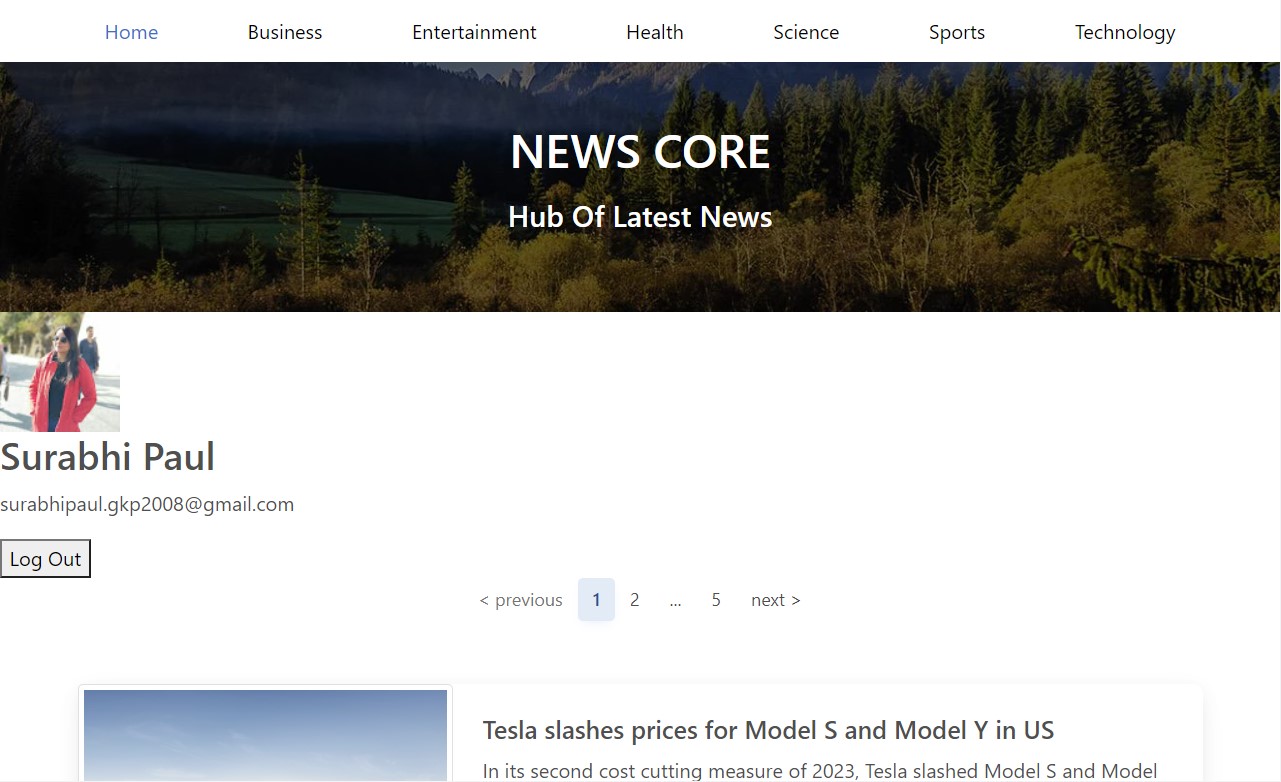 Home Business Entertainment Health Science Sports Technology
NEWS CORE
Hub Of Latest News
Surabhi Paul
surabhipaul.gkp2008@gmail.com
Log Out
< previous 1 2 ... 5 next >
Tesla slashes prices for Model S and Model Y in US
In its second cost cutting measure of 2023, Tesla slashed Model S and Model